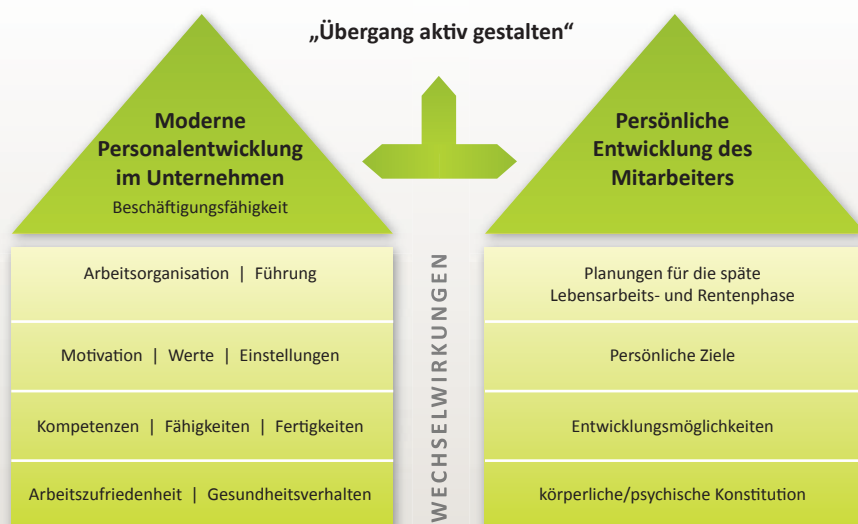 „Übergang aktiv gestalten“
Moderne
Personalentwicklung
im Unternehmen
Beschäftigungsfähigkeit
Arbeitsorganisation | Führung
Motivation | Werte | Einstellungen
Kompetenzen | Fähigkeiten | Fertigkeiten
Arbeitszufriedenheit | Gesundheitsverhalten
WECHSELWIRKUNGEN
Persönliche
Entwicklung des
Mitarbeiters
Planungen für die späte
Lebensarbeits- und Rentenphase
Persönliche Ziele
Entwicklungsmöglichkeiten
körperliche/psychische Konstitution